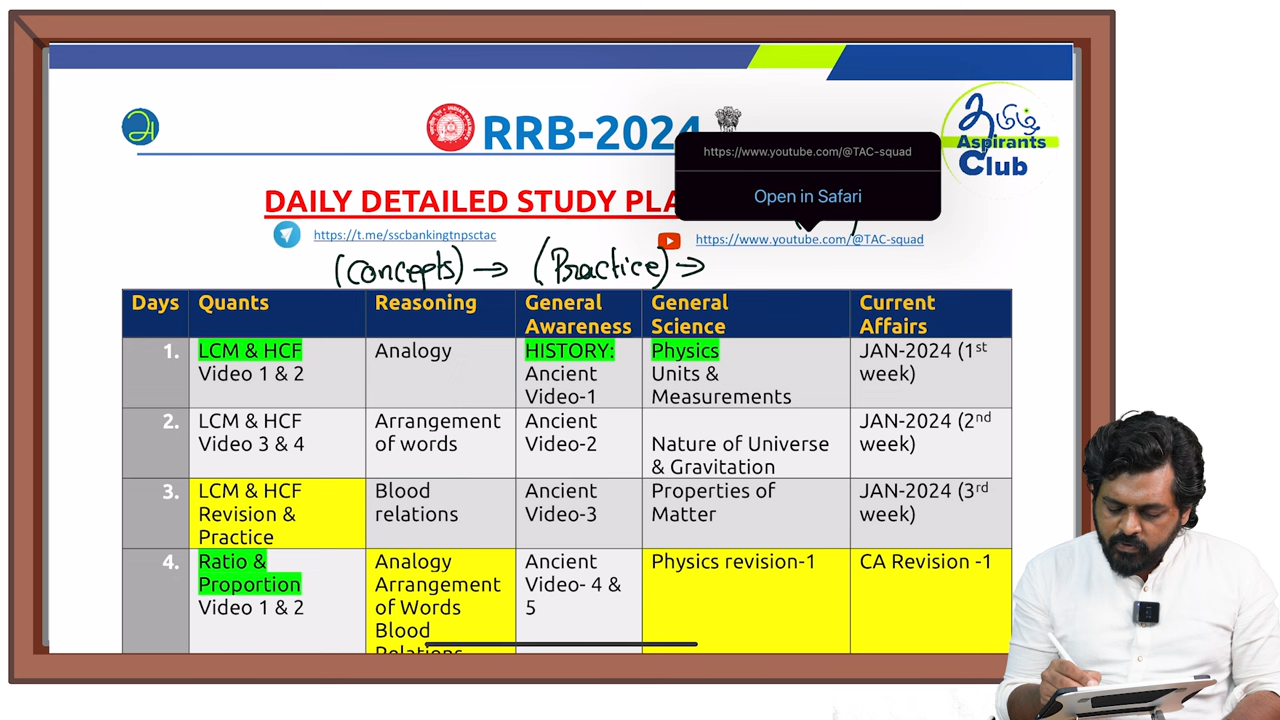 RRB-2024
தமிழ்
Aspirants
Club
https://www.youtube.com/@TAC-squad
Open in Safari
DAILY DETAILED STUDY PLA
https://t.me/sscbankingtnpsctac
https://www.youtube.com/@TAC-squad
(Concepts) → (Practice) →
Days Quants Reasoning General Awareness General Science Current Affairs
1. LCM & HCF Video 1 & 2 Analogy HISTORY: Ancient Video-1 Physics Units & Measurements JAN-2024 (1st week)
2. LCM & HCF Video 3 & 4 Arrangement of words Ancient Video-2 Nature of Universe & Gravitation JAN-2024 (2nd week)
3. LCM & HCF Revision & Practice Blood relations Ancient Video-3 Properties of Matter JAN-2024 (3rd week)
4. Ratio & Proportion Video 1 & 2 Analogy Arrangement of Words Blood Relations Ancient Video- 4 & 5 Physics revision-1 CA Revision -1